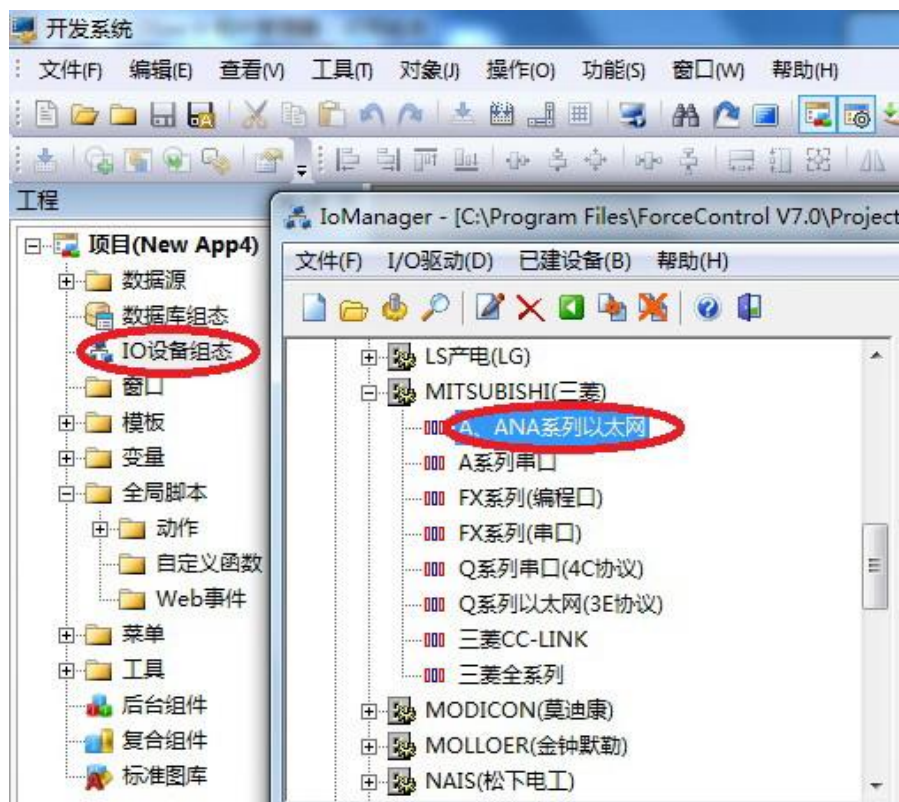 开发系统
文件(F) 编辑(E) 查看(V) 工具(T) 对象(J) 操作(O) 功能(S) 窗口(W) 帮助(H)
工程
项目(New App4)
数据源
数据库组态
IO设备组态
窗口
模板
变量
全局脚本
动作
自定义函数
Web事件
菜单
工具
后台组件
复合组件
标准图库
IoManager - [C:\Program Files\ForceControl V7.0\Project
文件(F) I/O驱动(D) 已建设备(B) 帮助(H)
LS产电(LG)
MITSUBISHI(三菱)
A、ANA系列以太网
A系列串口
FX系列(编程口)
FX系列(串口)
Q系列串口(4C协议)
Q系列以太网(3E协议)
三菱CC-LINK
三菱全系列
MODICON(莫迪康)
MOLLOER(金钟默勒)
NAIS(松下电工)